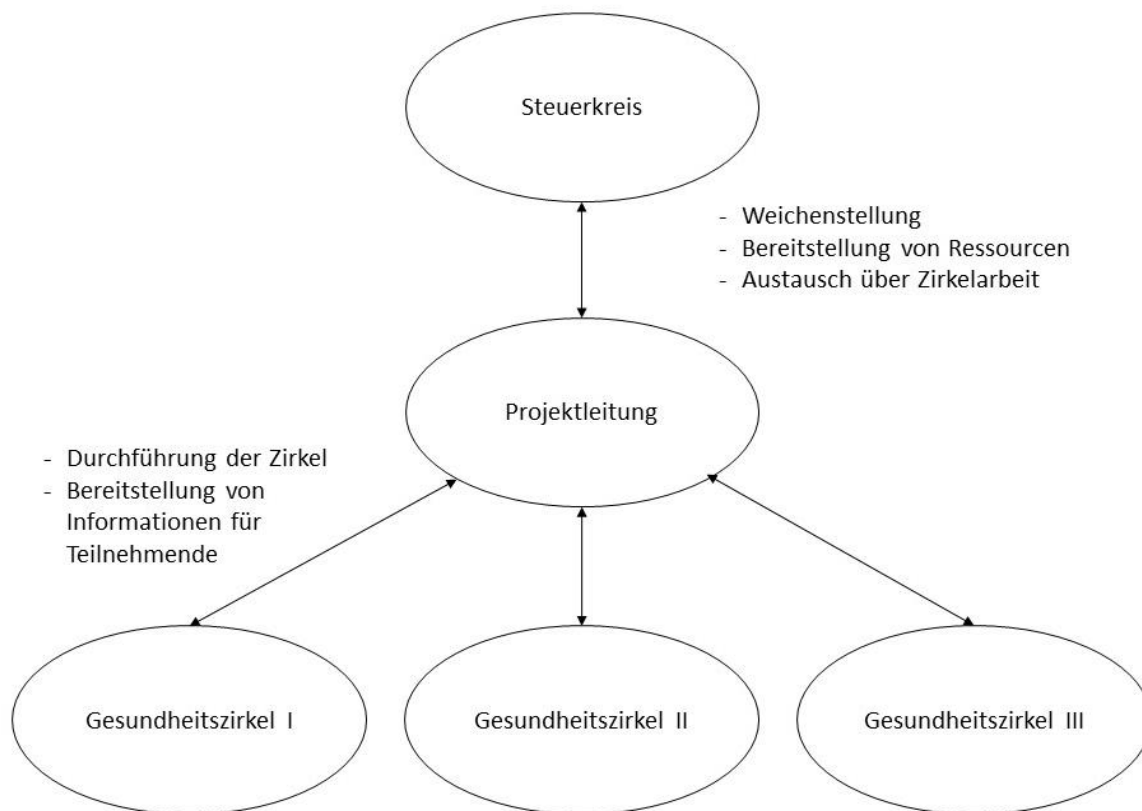 Steuerkreis
- Weichenstellung
- Bereitstellung von Ressourcen
- Austausch über Zirkelarbeit
Projektleitung
- Durchführung der Zirkel
- Bereitstellung von
Informationen für
Teilnehmende
Gesundheitszirkel I
Gesundheitszirkel II
Gesundheitszirkel III